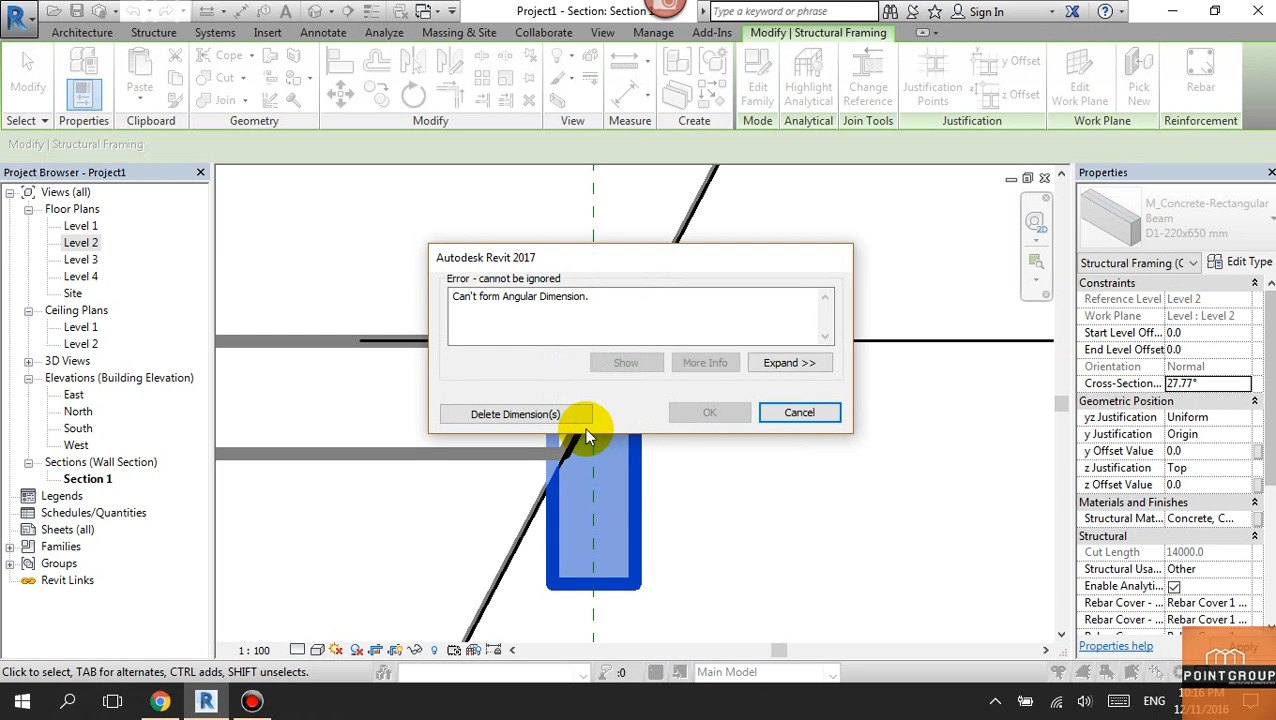 Project1 - Section: Section
Type a keyword or phrase
Sign In
Architecture
Structure
Systems
Insert
Annotate
Analyze
Massing & Site
Collaborate
View
Manage
Add-Ins
Modify | Structural Framing
Modify
Paste
Cope
Cut
Join
Edit
Family
Highlight
Analytical
Change
Reference
Justification
Points
y Offset
z Offset
Edit
Work Plane
Pick
New
Rebar
Select
Properties
Clipboard
Geometry
Modify
View
Measure
Create
Mode
Analytical
Join Tools
Justification
Work Plane
Reinforcement
Modify | Structural Framing
Project Browser - Project1
Views (all)
Floor Plans
Level 1
Level 2
Level 3
Level 4
Site
Ceiling Plans
Level 1
Level 2
3D Views
Elevations (Building Elevation)
East
North
South
West
Sections (Wall Section)
Section 1
Legends
Schedules/Quantities
Sheets (all)
Families
Groups
Revit Links
2D
Autodesk Revit 2017
Error - cannot be ignored
Can't form Angular Dimension.
Show
More Info
Expand >>
Delete Dimension(s)
OK
Cancel
Properties
M_Concrete-Rectangular
Beam
D1-220x650 mm
Structural Framing (C
Edit Type
Constraints
Reference Level Level 2
Work Plane Level : Level 2
Start Level Off... 0.0
End Level Offset 0.0
Orientation Normal
Cross-Section... 27.77°
Geometric Position
yz Justification Uniform
y Justification Origin
y Offset Value 0.0
z Justification Top
z Offset Value 0.0
Materials and Finishes
Structural Mat... Concrete, C...
Structural
Cut Length 14000.0
Structural Usa... Other
Enable Analyti...
Rebar Cover... Rebar Cover 1 ...
Rebar Cover... Rebar Cover 1 ...
Properties help
1 : 100
Click to select, TAB for alternates, CTRL adds, SHIFT unselects.
:0
Main Model
POINTGROUP
ENG
10:16 PM
12/11/2016